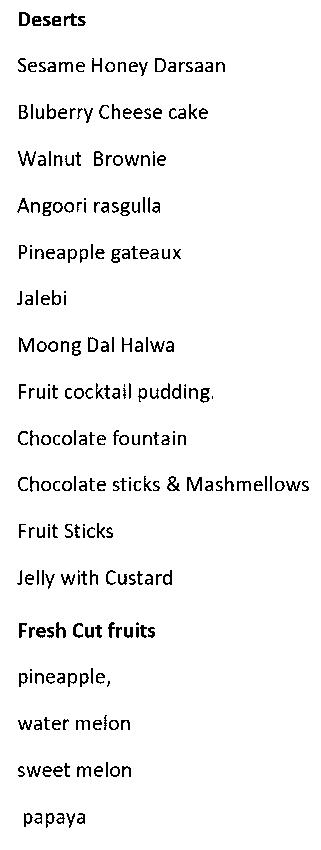 Deserts
Sesame Honey Darsaan
Bluberry Cheese cake
Walnut  Brownie
Angoori rasgulla
Pineapple gateaux
Jalebi
Moong Dal Halwa
Fruit cocktail pudding.
Chocolate fountain
Chocolate sticks & Mashmellows
Fruit Sticks
Jelly with Custard
Fresh Cut fruits
pineapple,
water melon
sweet melon
papaya